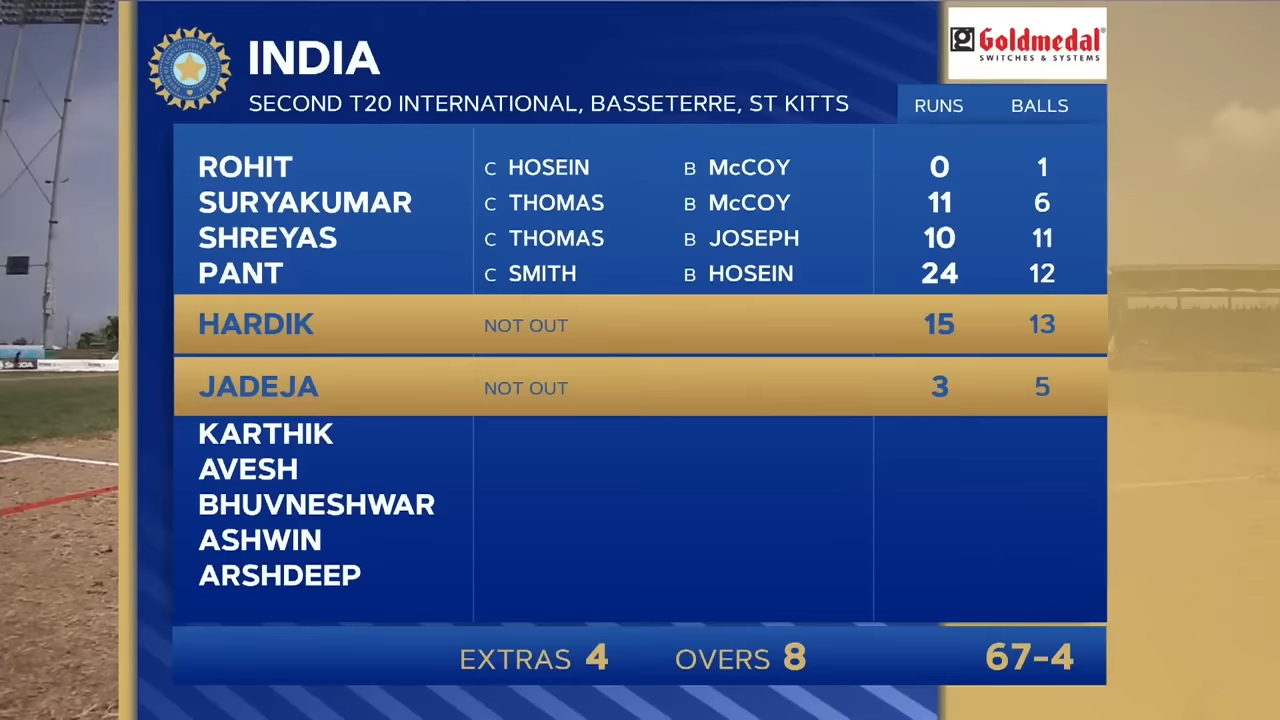 INDIA
Goldmedal
SWITCHES & SYSTEMS
SECOND T20 INTERNATIONAL, BASSETERRE, ST KITTS RUNS BALLS
ROHIT C HOSEIN B McCOY 0 1
SURYAKUMAR C THOMAS B McCOY 11 6
SHREYAS C THOMAS B JOSEPH 10 11
PANT C SMITH B HOSEIN 24 12
HARDIK NOT OUT 15 13
JADEJA NOT OUT 3 5
KARTHIK
AVESH
BHUVNESHWAR
ASHWIN
ARSHDEEP
EXTRAS 4 OVERS 8 67-4